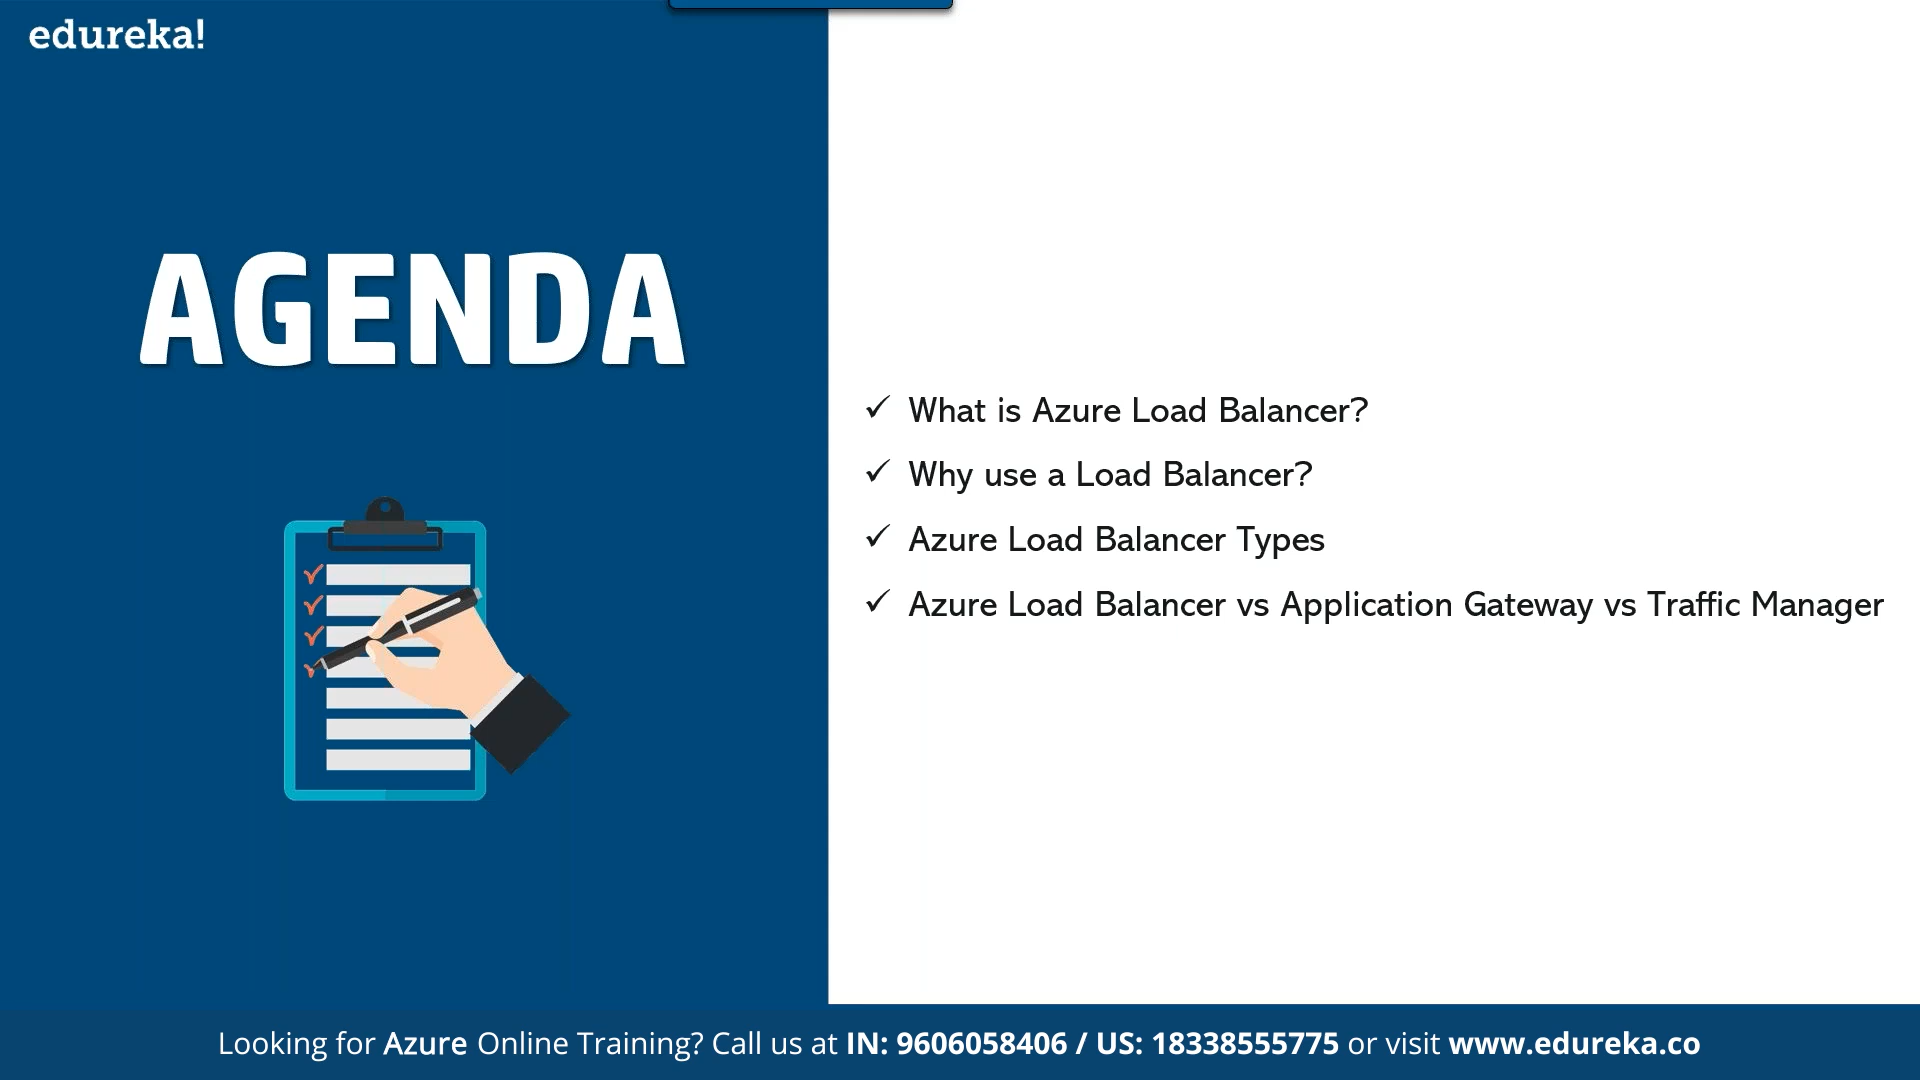 edureka!
AGENDA
✓ What is Azure Load Balancer?
✓ Why use a Load Balancer?
✓ Azure Load Balancer Types
✓ Azure Load Balancer vs Application Gateway vs Traffic Manager
Looking for Azure Online Training? Call us at IN: 9606058406 / US: 18338555775 or visit www.edureka.co